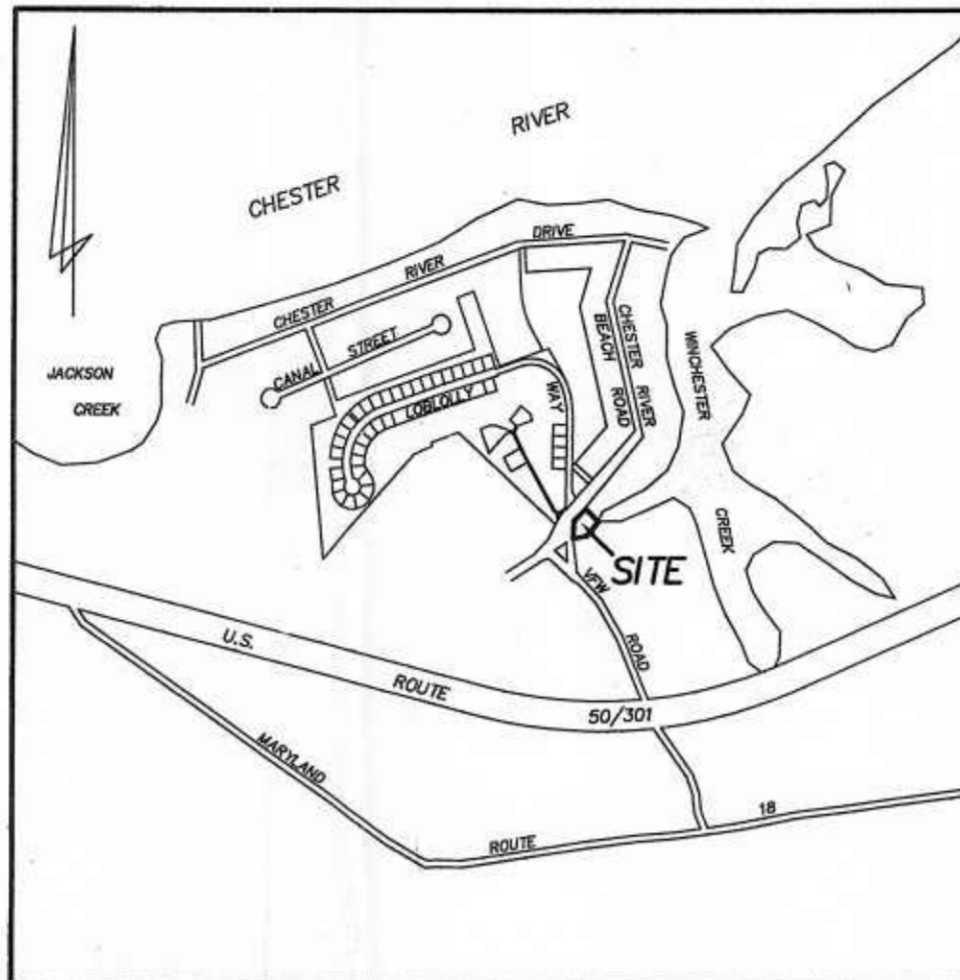 CHESTER RIVER
CHESTER RIVER DRIVE
JACKSON
CREEK
CANAL STREET
LOBLOLLY WAY
CHESTER RIVER
BEACH ROAD
WINCHESTER CREEK
SITE
VFW ROAD
U.S. ROUTE 50/301
MARYLAND ROUTE 18